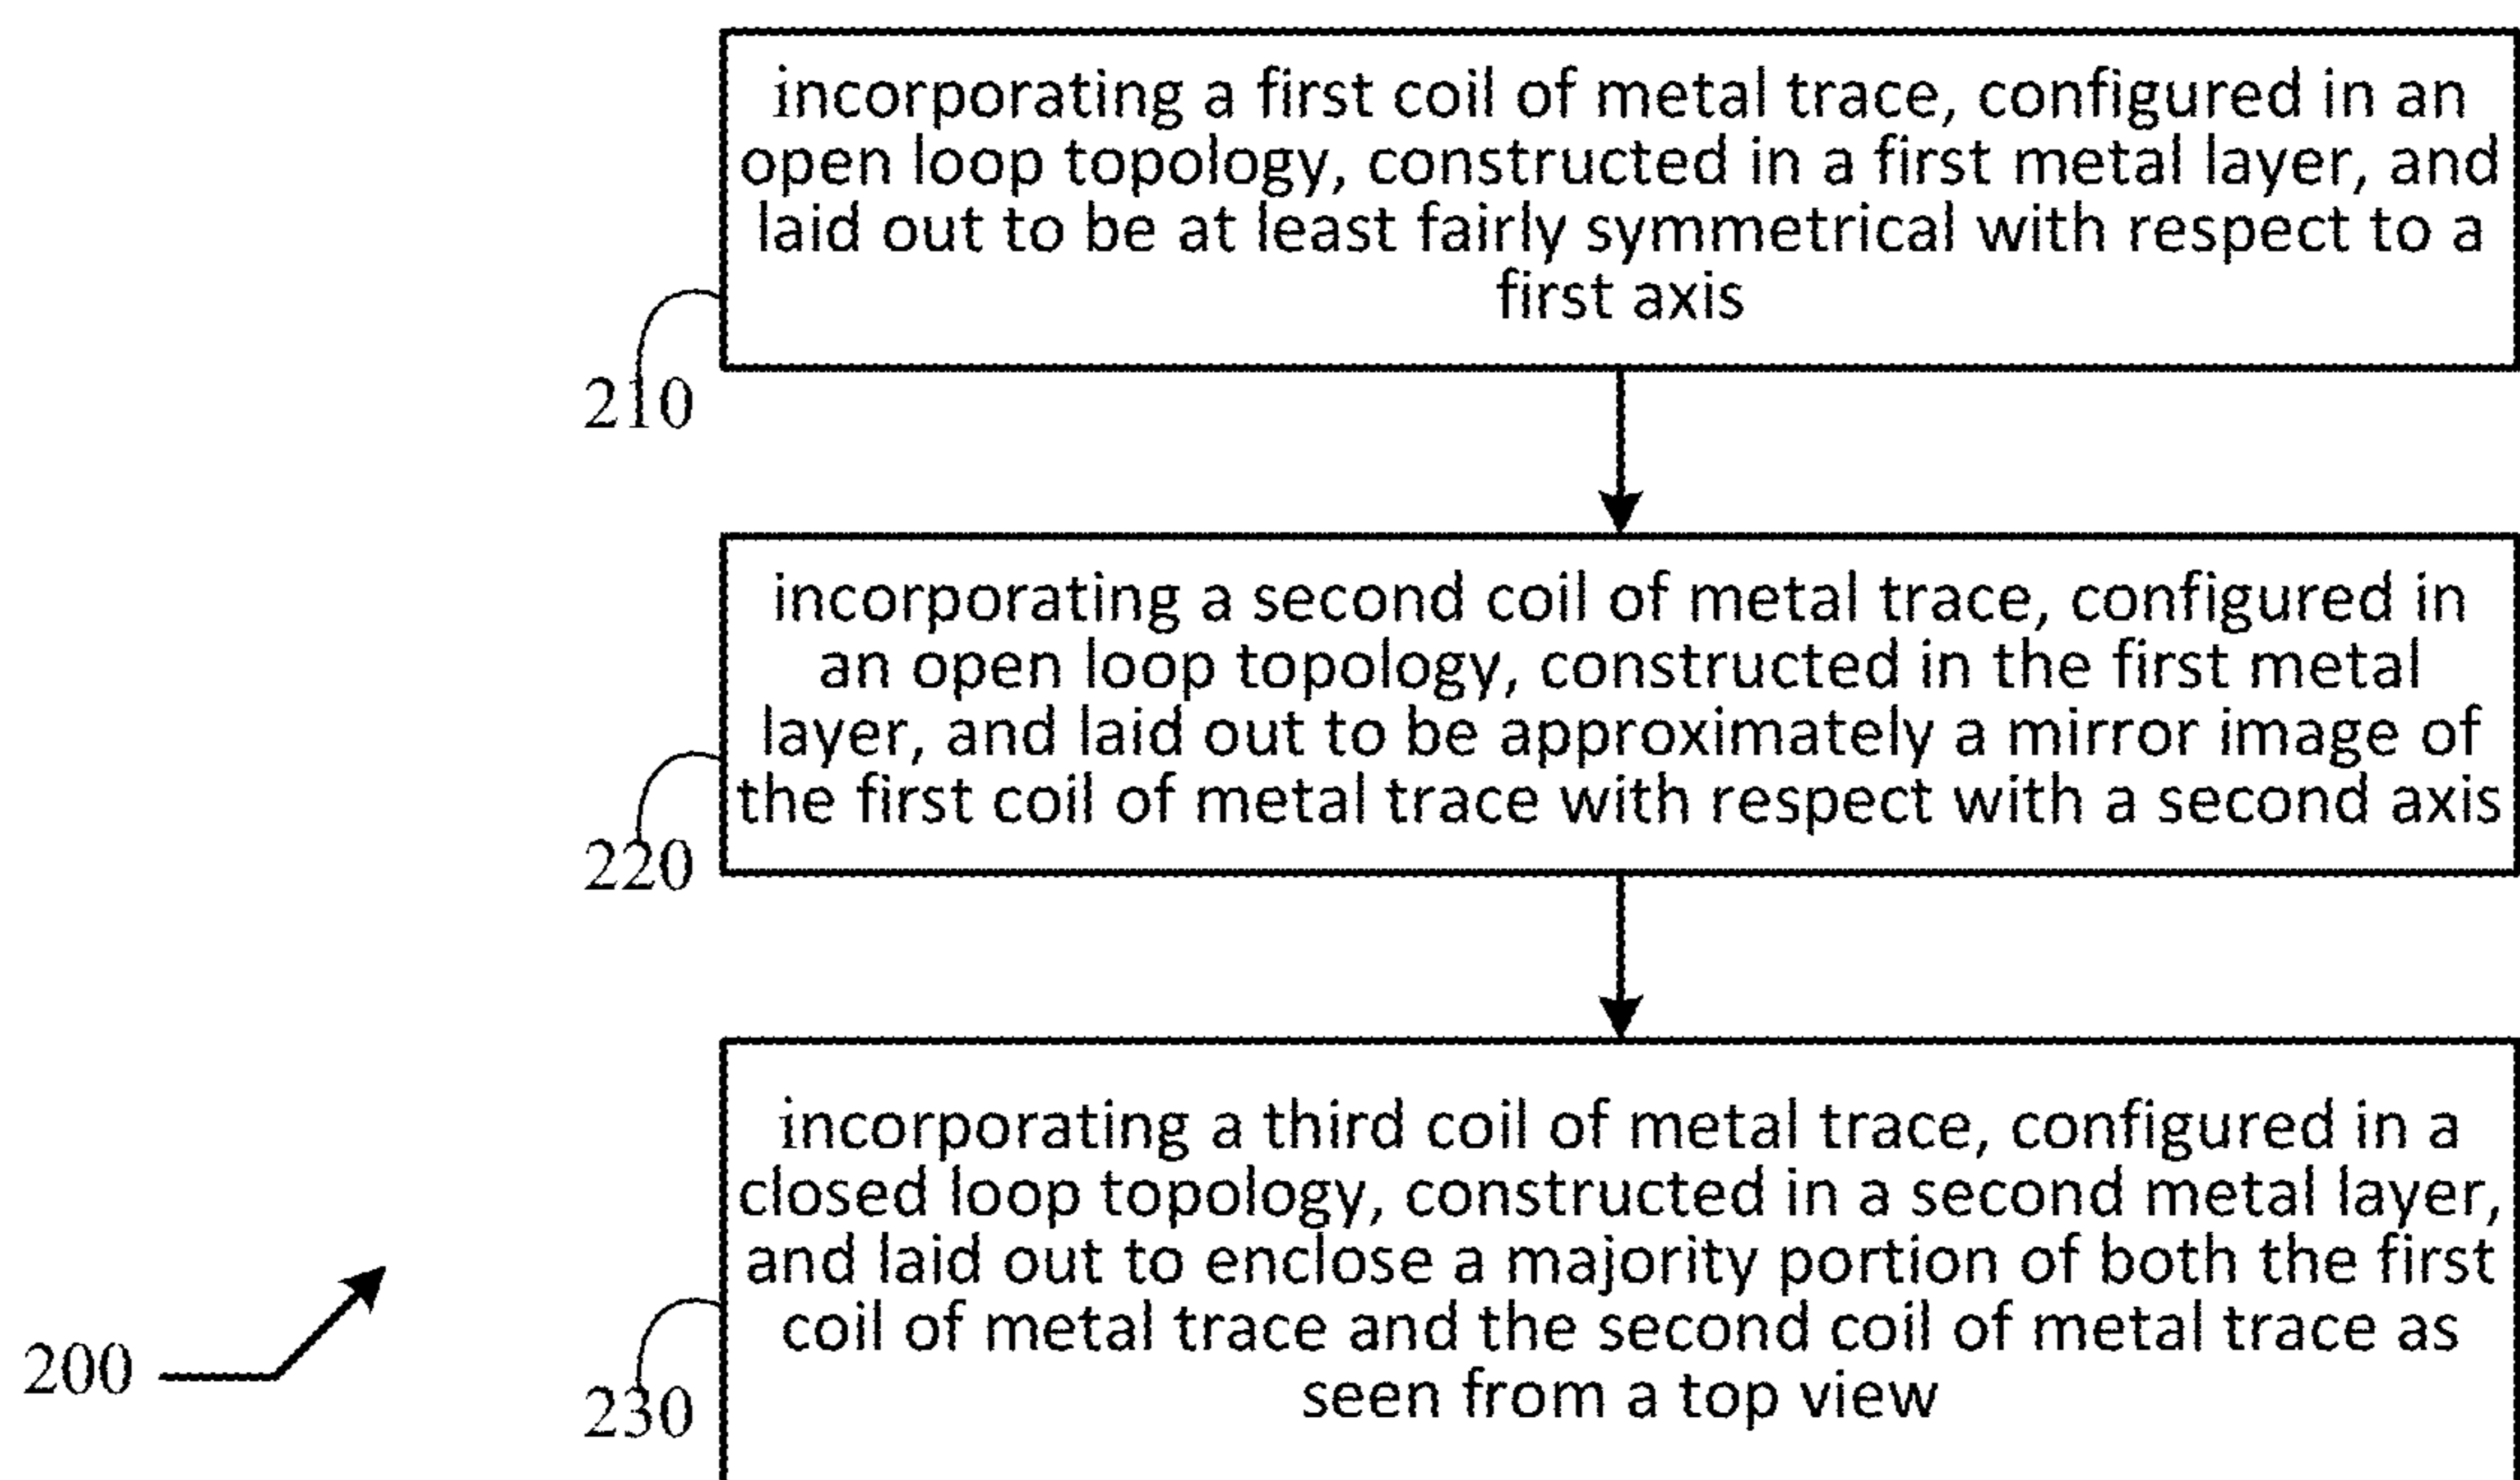 incorporating a first coil of metal trace, configured in an
open loop topology, constructed in a first metal layer, and
laid out to be at least fairly symmetrical with respect to a
first axis
210
incorporating a second coil of metal trace, configured in
an open loop topology, constructed in the first metal
layer, and laid out to be approximately a mirror image of
the first coil of metal trace with respect with a second axis
220
incorporating a third coil of metal trace, configured in a
closed loop topology, constructed in a second metal layer,
and laid out to enclose a majority portion of both the first
coil of metal trace and the second coil of metal trace as
seen from a top view
230
200